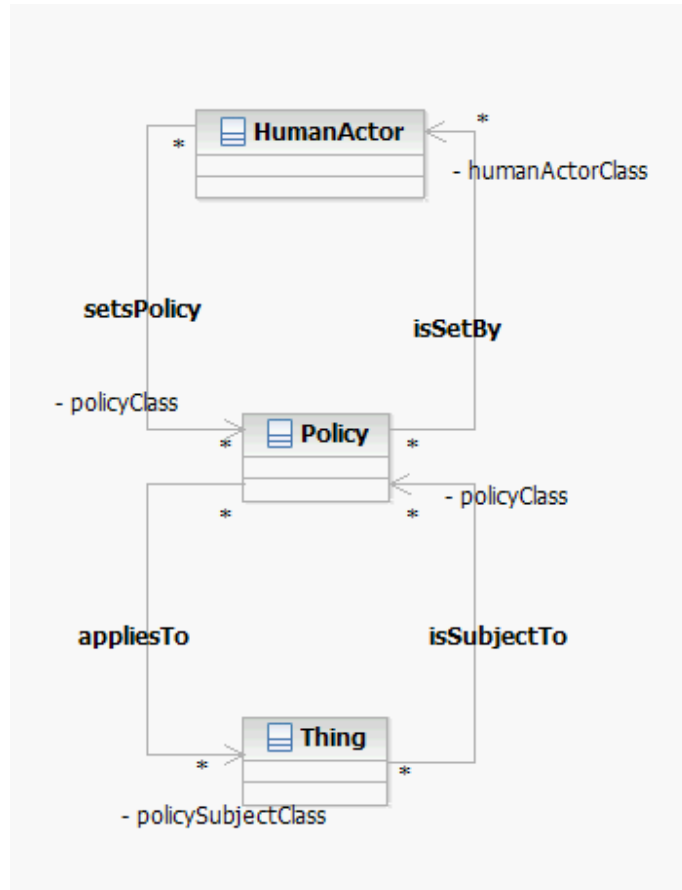 *
HumanActor
*
- humanActorClass
setsPolicy
isSetBy
- policyClass
Policy
*
*
- policyClass
*
*
appliesTo
isSubjectTo
Thing
*
*
- policySubjectClass